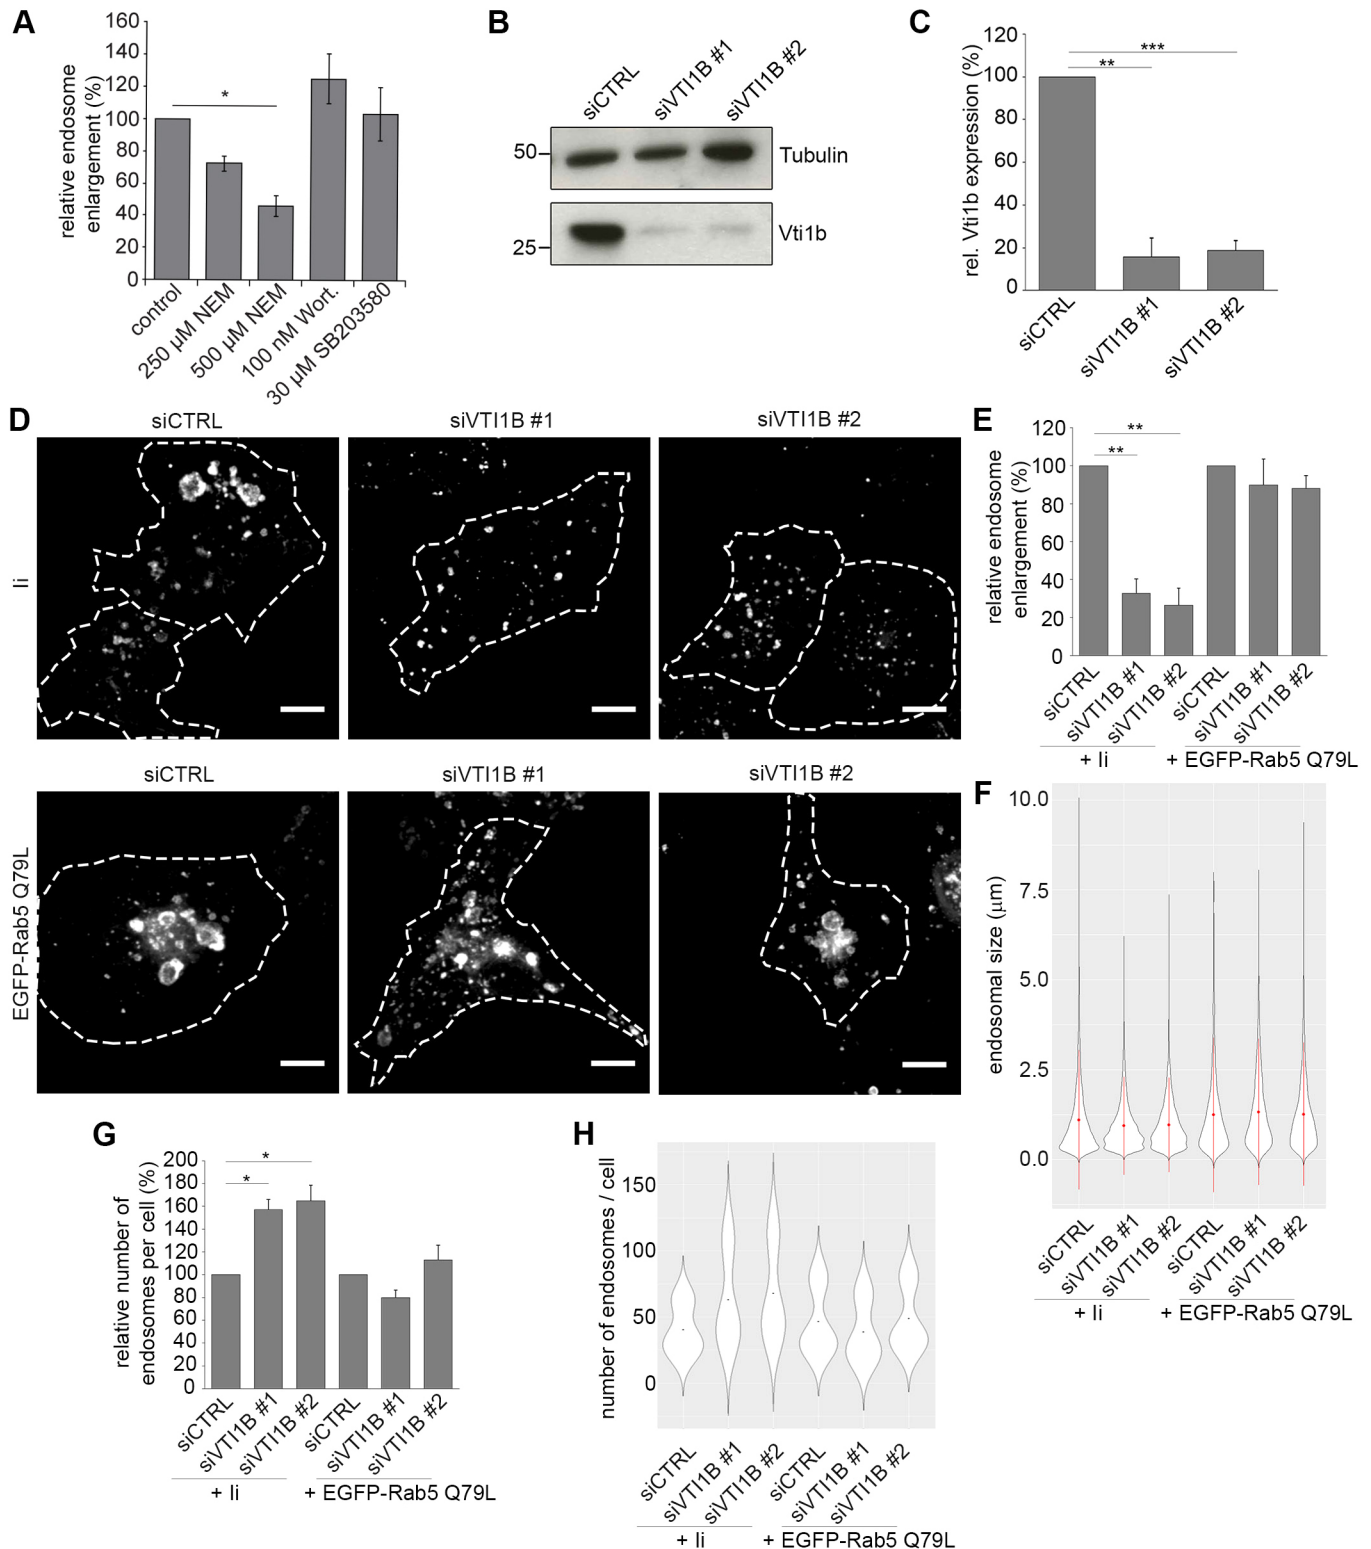 A
160
140
120
100
80
60
40
20
0
relative endosome
enlargement (%)
*
control
250 µM NEM
500 µM NEM
100 nM Wort.
30 µM SB203580
B
siCTRL
siVTI1B #1
siVTI1B #2
50
Tubulin
25
Vti1b
C
120
100
80
60
40
20
0
rel. Vti1b expression (%)
***
**
siCTRL
siVTI1B #1
siVTI1B #2
D
siCTRL
siVTI1B #1
siVTI1B #2
Ii
siCTRL
siVTI1B #1
siVTI1B #2
EGFP-Rab5 Q79L
E
120
100
80
60
40
20
0
relative endosome
enlargement (%)
**
**
siCTRL
siVTI1B #1
siVTI1B #2
siCTRL
siVTI1B #1
siVTI1B #2
+ Ii
+ EGFP-Rab5 Q79L
F
10.0
7.5
5.0
2.5
0.0
endosomal size (µm)
siCTRL
siVTI1B #1
siVTI1B #2
siCTRL
siVTI1B #1
siVTI1B #2
+ Ii
+ EGFP-Rab5 Q79L
G
200
180
160
140
120
100
80
60
40
20
0
relative number of
endosomes per cell (%)
*
*
siCTRL
siVTI1B #1
siVTI1B #2
siCTRL
siVTI1B #1
siVTI1B #2
+ Ii
+ EGFP-Rab5 Q79L
H
150
100
50
0
number of endosomes / cell
siCTRL
siVTI1B #1
siVTI1B #2
siCTRL
siVTI1B #1
siVTI1B #2
+ Ii
+ EGFP-Rab5 Q79L